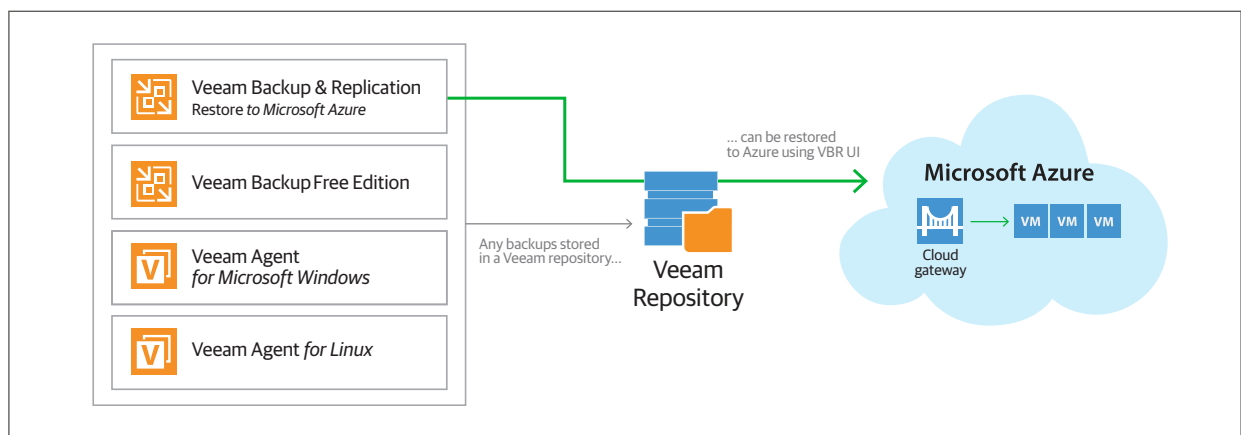 Veeam Backup & Replication
Restore to Microsoft Azure
Veeam Backup Free Edition
V
Veeam Agent
for Microsoft Windows
V
Veeam Agent for Linux
Any backups stored
in a Veeam repository...
Veeam
Repository
... can be restored
to Azure using VBR UI
Microsoft Azure
Cloud
gateway
VM VM VM